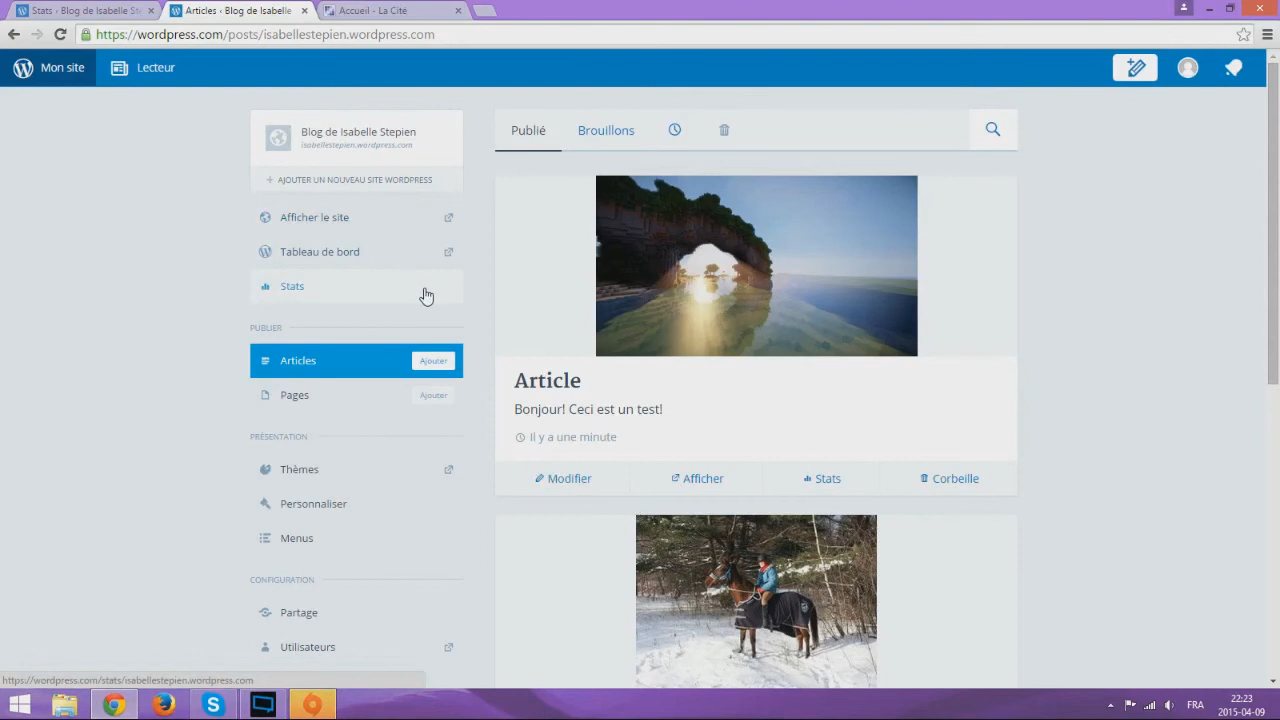 Stats ‹ Blog de Isabelle St
Articles ‹ Blog de Isabell
Accueil - La Cite
https://wordpress.com/posts/isabellestepien.wordpress.com
Mon site
Lecteur
Blog de Isabelle Stepien
isabellestepien.wordpress.com
+ AJOUTER UN NOUVEAU SITE WORDPRESS
Afficher le site
Tableau de bord
Stats
PUBLIER
Articles
Ajouter
Pages
Ajouter
PRÉSENTATION
Thèmes
Personnaliser
Menus
CONFIGURATION
Partage
Utilisateurs
Publié
Brouillons
Article
Bonjour! Ceci est un test!
Il y a une minute
Modifier
Afficher
Stats
Corbeille
https://wordpress.com/stats/isabellestepien.wordpress.com
FRA
22:23
2015-04-09